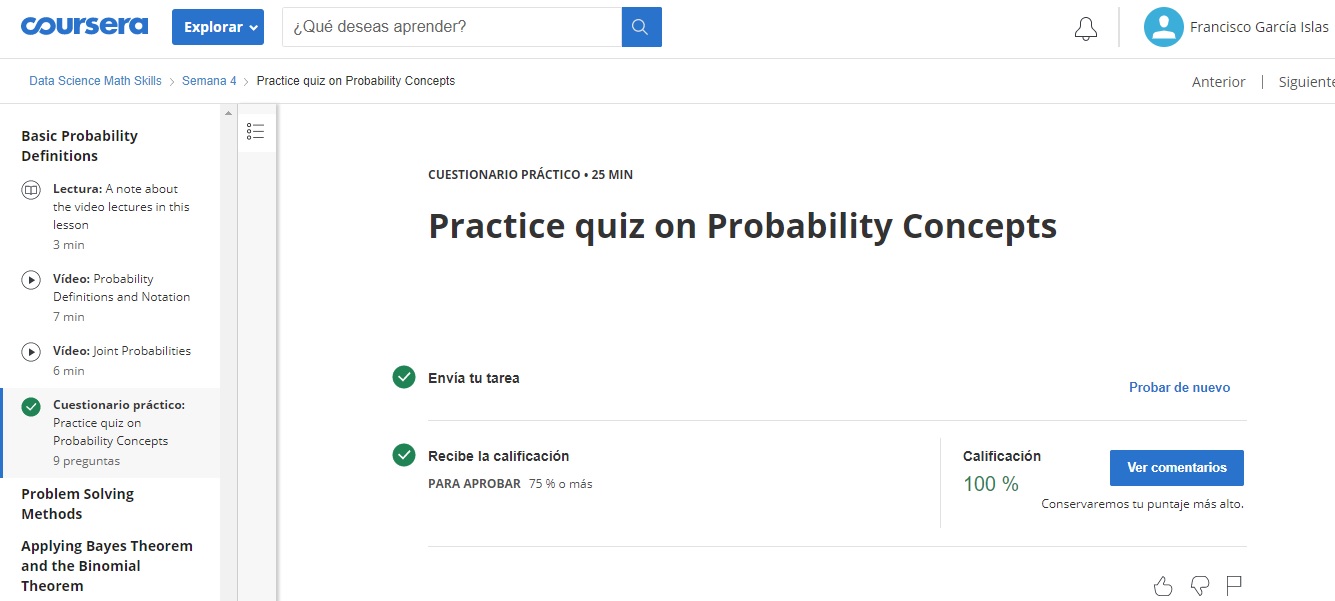 coursera
Explorar
¿Qué deseas aprender?
Francisco García Islas
Data Science Math Skills > Semana 4 > Practice quiz on Probability Concepts
Anterior | Siguiente
Basic Probability
Definitions
Lectura: A note about
the video lectures in this
lesson
3 min
Vídeo: Probability
Definitions and Notation
7 min
Vídeo: Joint Probabilities
6 min
Cuestionario práctico:
Practice quiz on
Probability Concepts
9 preguntas
Problem Solving
Methods
Applying Bayes Theorem
and the Binomial
Theorem
CUESTIONARIO PRÁCTICO • 25 MIN
Practice quiz on Probability Concepts
Envía tu tarea
Probar de nuevo
Recibe la calificación
PARA APROBAR 75 % o más
Calificación
100 %
Ver comentarios
Conservaremos tu puntaje más alto.